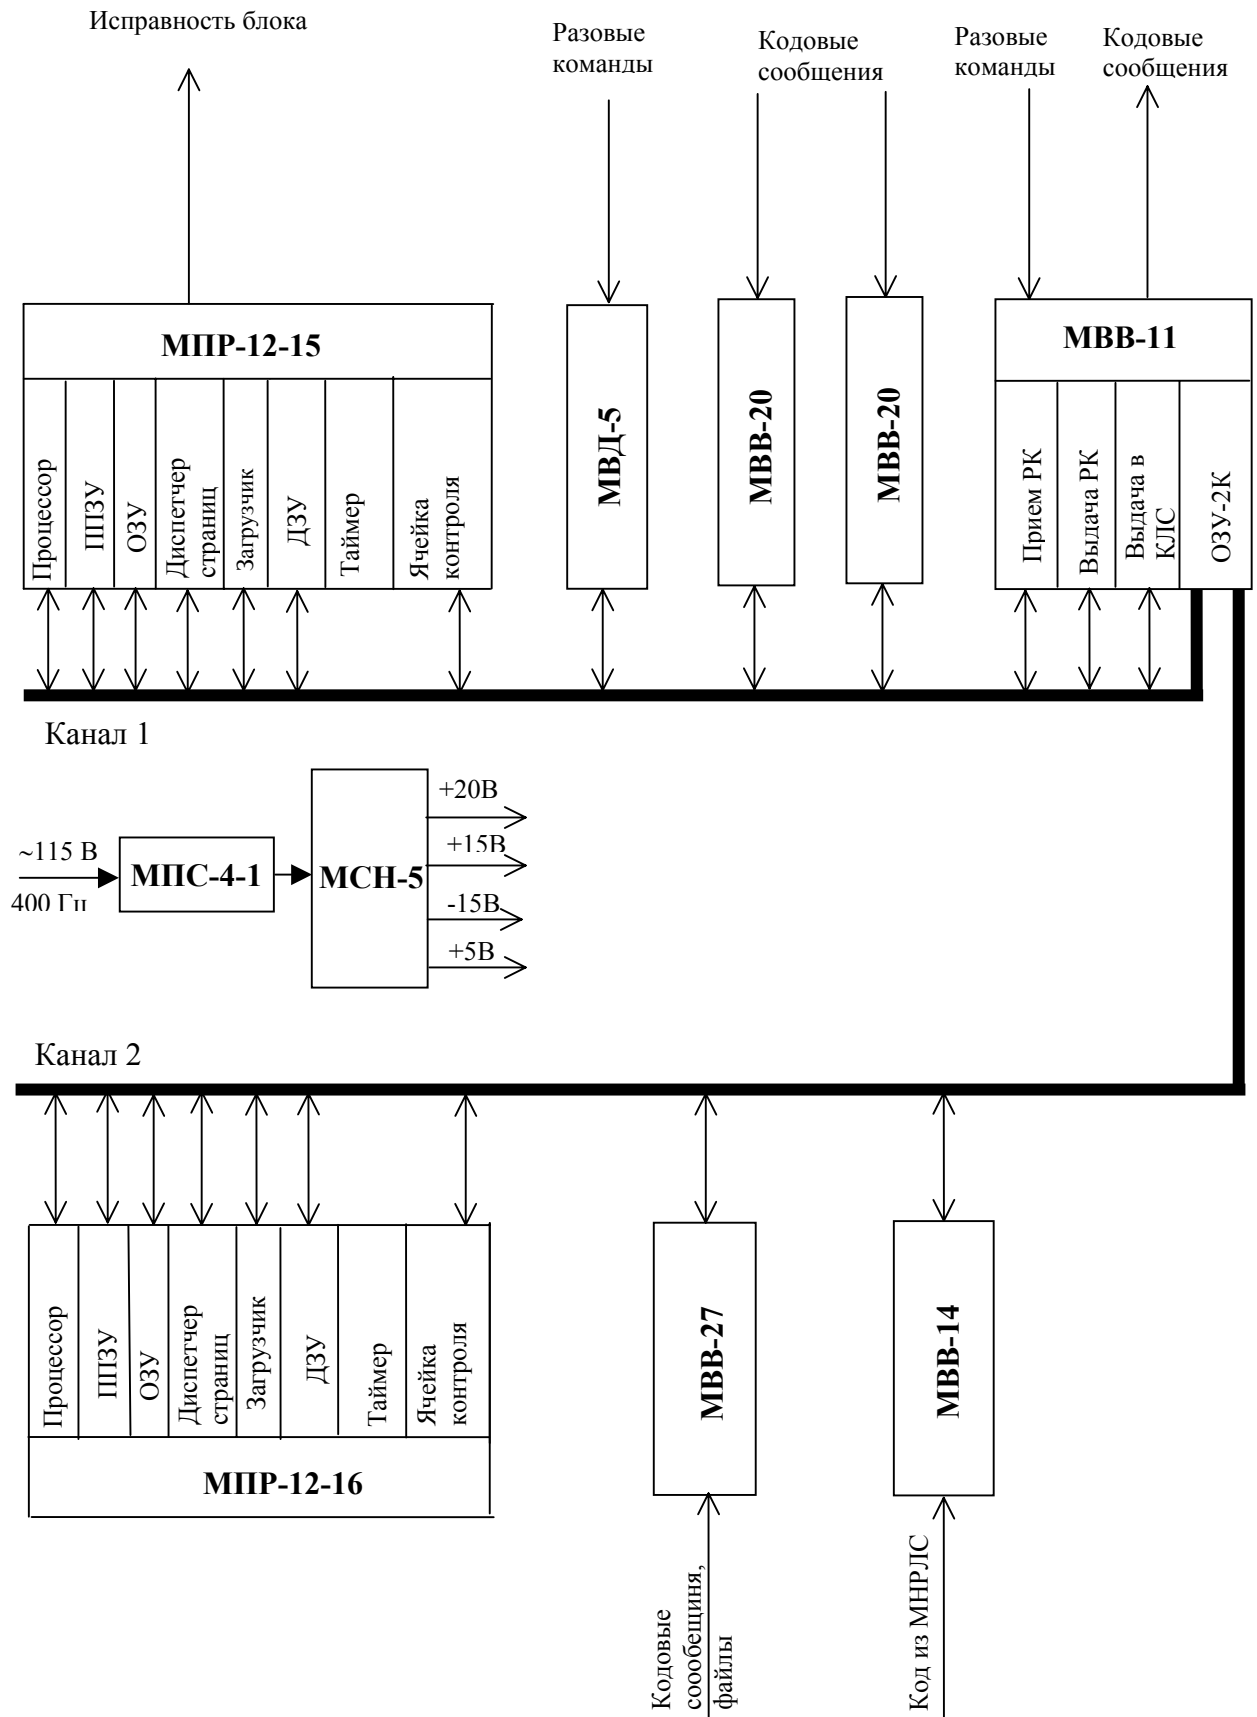 Исправность блока
Разовые
команды
Кодовые
сообщения
Разовые
команды
Кодовые
сообщения
МПР-12-15
Процессор
ППЗУ
ОЗУ
Диспетчер
страниц
Загрузчик
ДЗУ
Таймер
Ячейка
контроля
МВД-5
МВВ-20
МВВ-20
МВВ-11
Прием РК
Выдача РК
Выдача в
КЛС
ОЗУ-2К
Канал 1
~115 В
400 Гц
МПС-4-1
МСН-5
+20В
+15В
-15В
+5В
Канал 2
Процессор
ППЗУ
ОЗУ
Диспетчер
страниц
Загрузчик
ДЗУ
Таймер
Ячейка
контроля
МПР-12-16
МВВ-27
МВВ-14
Кодовые
соообещиня,
файлы
Код из МНРЛС